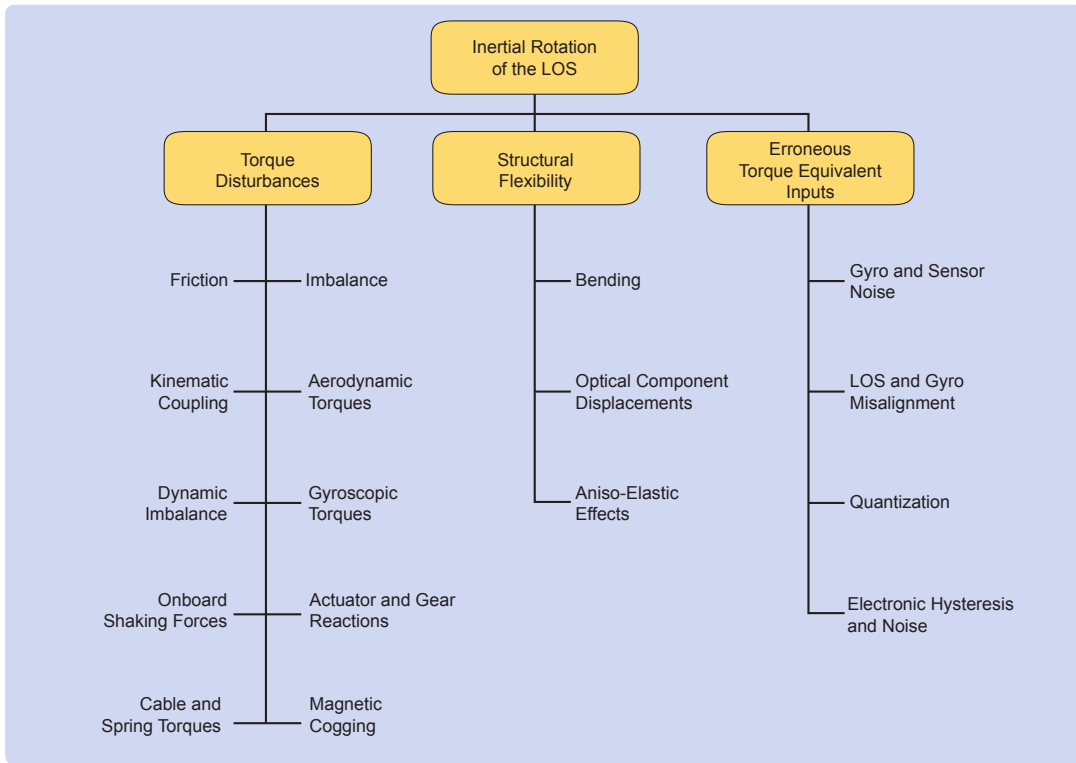 Inertial Rotation
of the LOS
Torque
Disturbances
Structural
Flexibility
Erroneous
Torque Equivalent
Inputs
Friction
Imbalance
Kinematic
Coupling
Aerodynamic
Torques
Dynamic
Imbalance
Gyroscopic
Torques
Onboard
Shaking Forces
Actuator and Gear
Reactions
Cable and
Spring Torques
Magnetic
Cogging
Bending
Optical Component
Displacements
Aniso-Elastic
Effects
Gyro and Sensor
Noise
LOS and Gyro
Misalignment
Quantization
Electronic Hysteresis
and Noise